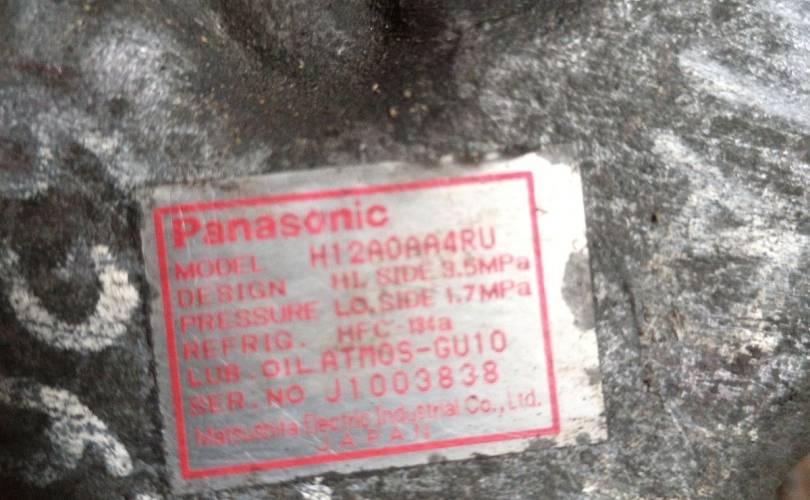 Panasonic
MODEL H12A0AA4RU
DESIGN HI. SIDE 3.5MPa
PRESSURE LO. SIDE 1.7MPa
REFRIG. HFC-134a
LUB. OIL ATMOS-GU10
SER. NO J1003838
Matsushita Electric Industrial Co., Ltd.
JAPAN